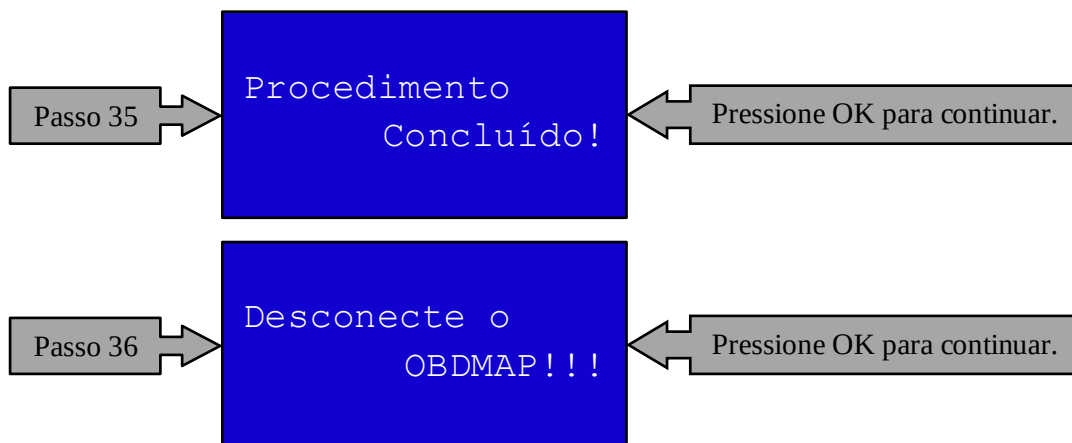 Passo 35
Procedimento
Concluído!
Pressione OK para continuar.
Passo 36
Desconecte o
OBDMAP!!!
Pressione OK para continuar.